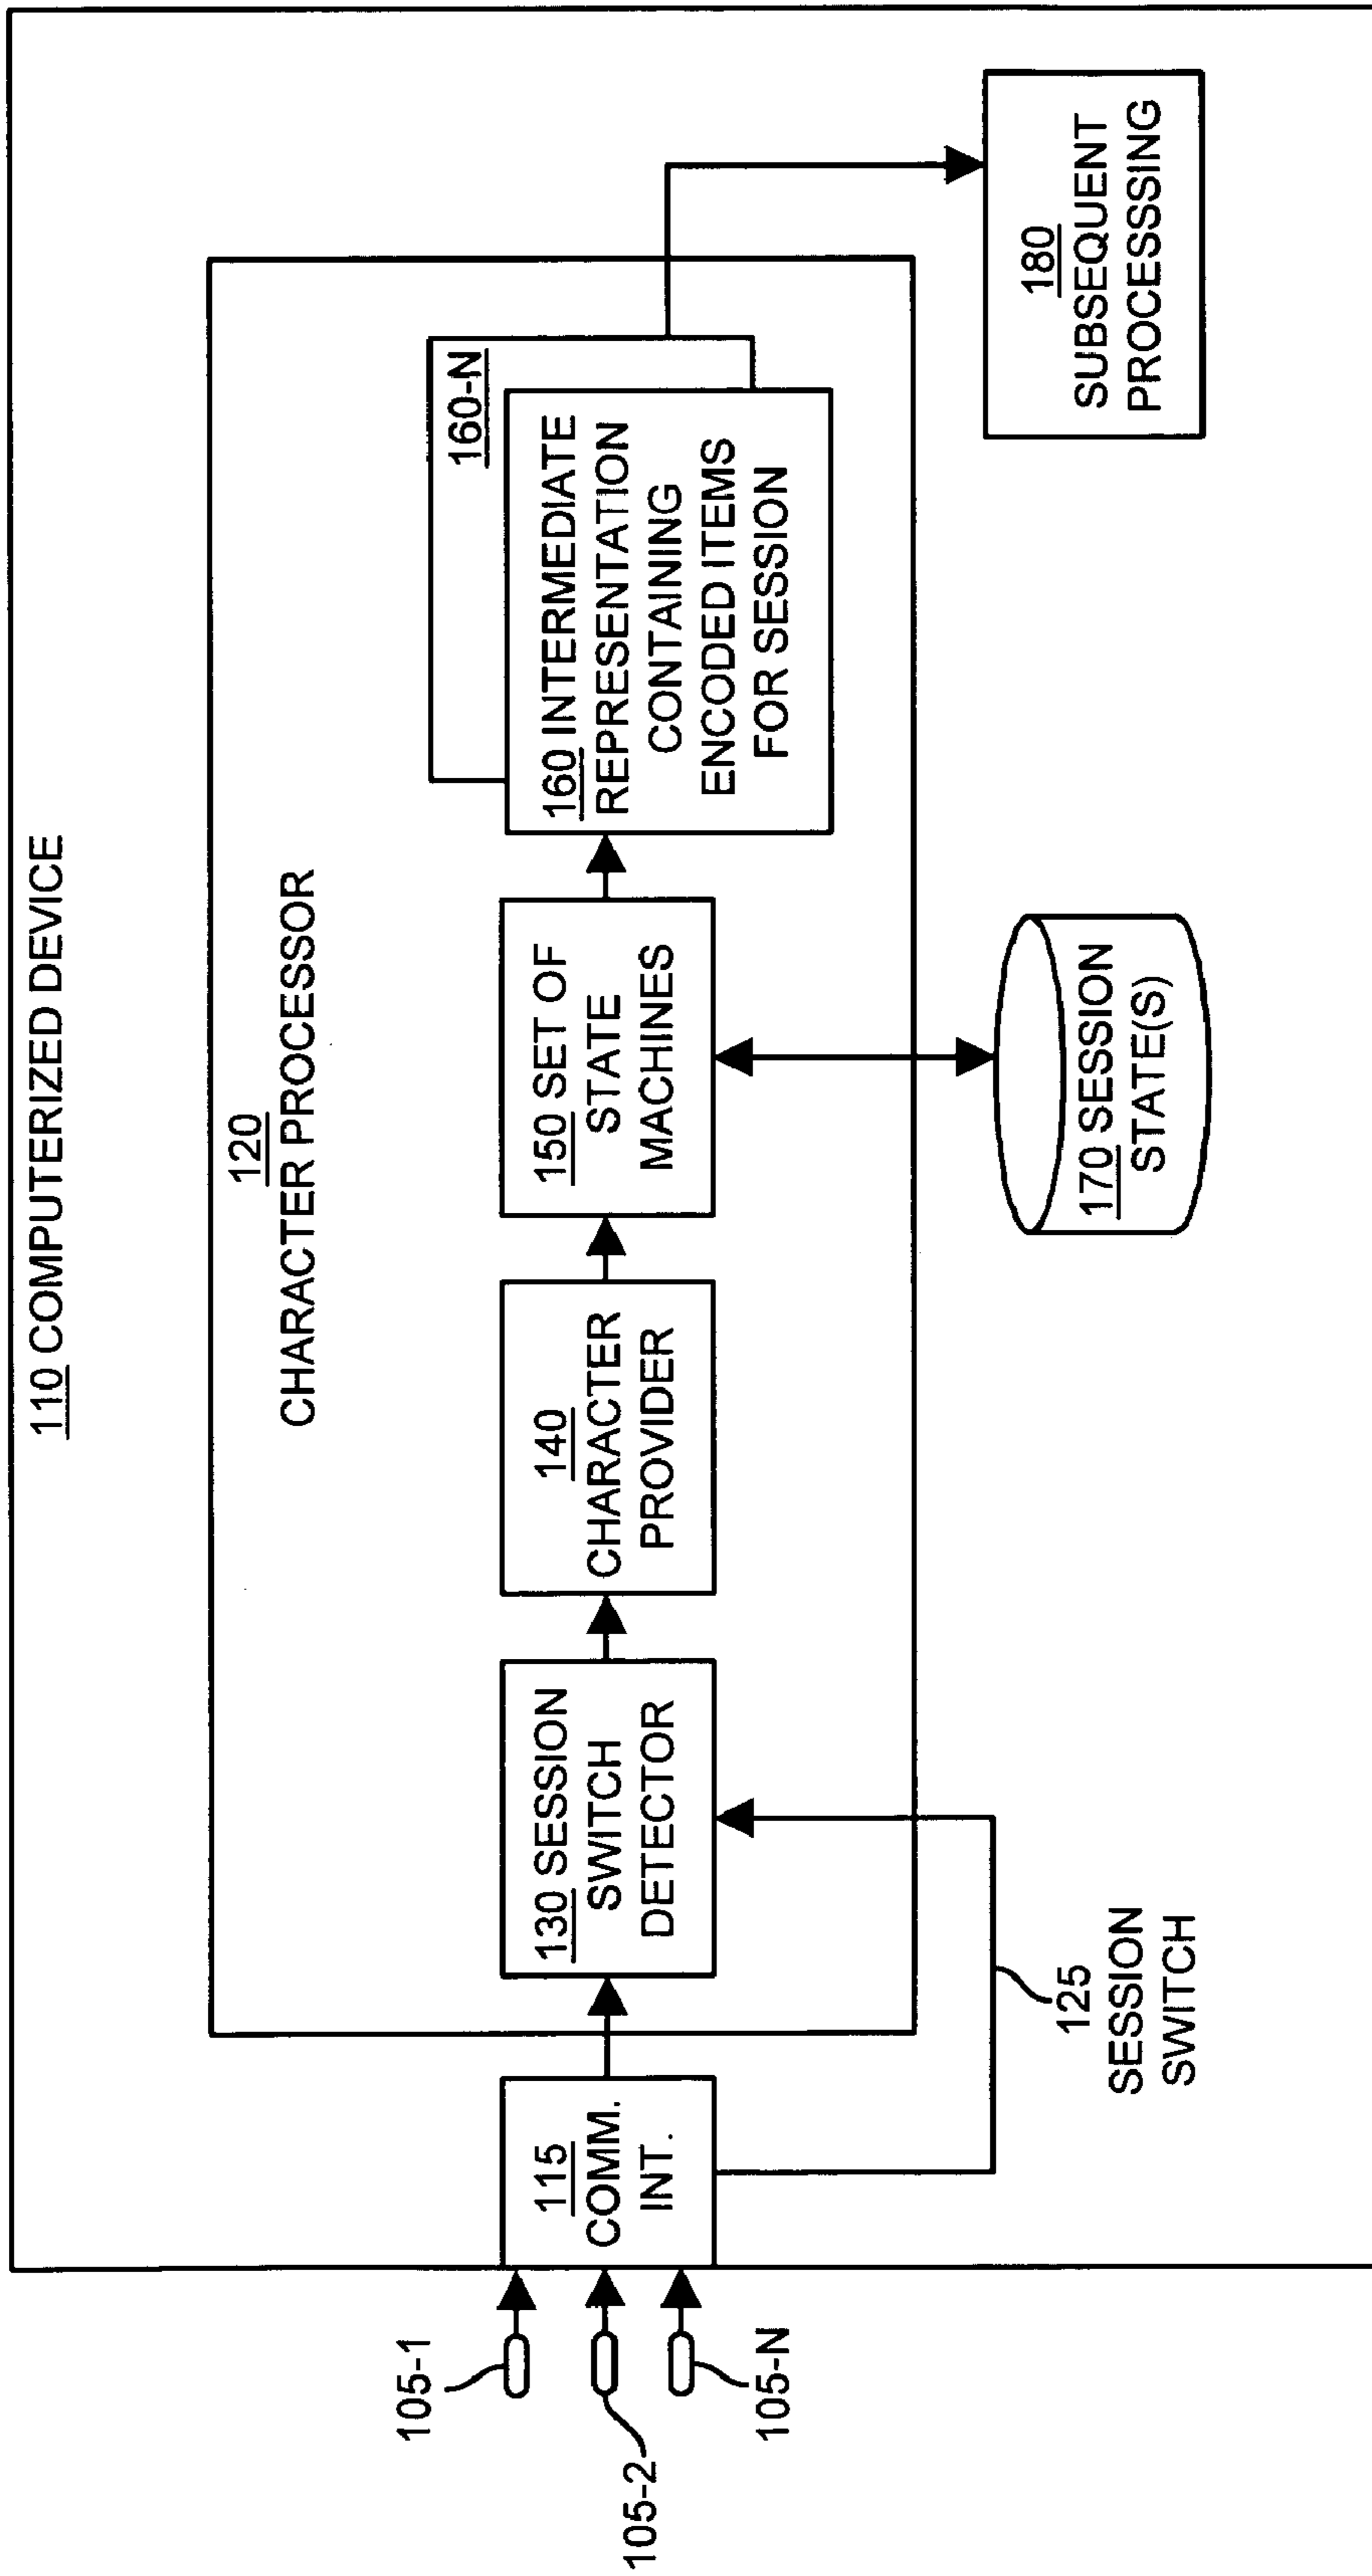 110 COMPUTERIZED DEVICE
120
CHARACTER PROCESSOR
105-1
105-2
105-N
115
COMM.
INT.
130 SESSION
SWITCH
DETECTOR
140
CHARACTER
PROVIDER
150 SET OF
STATE
MACHINES
160-N
160 INTERMEDIATE
REPRESENTATION
CONTAINING
ENCODED ITEMS
FOR SESSION
125
SESSION
SWITCH
170 SESSION
STATE(S)
180
SUBSEQUENT
PROCESSSING